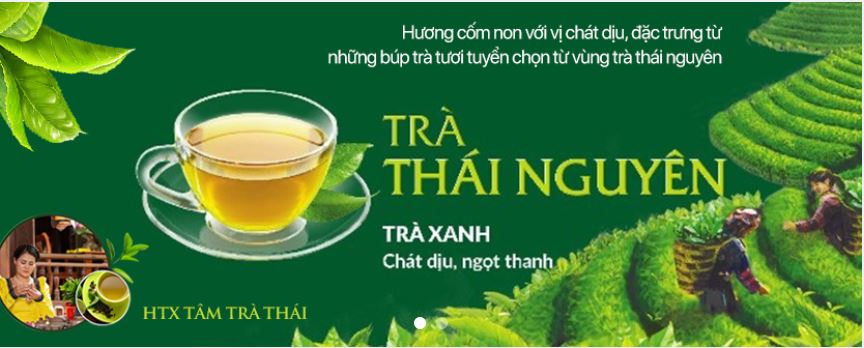 Hương cốm non với vị chát dịu, đặc trưng từ
những búp trà tươi tuyển chọn từ vùng trà thái nguyên
TRÀ
THÁI NGUYÊN
TRÀ XANH
Chát dịu, ngọt thanh
HTX TÂM TRÀ THÁI